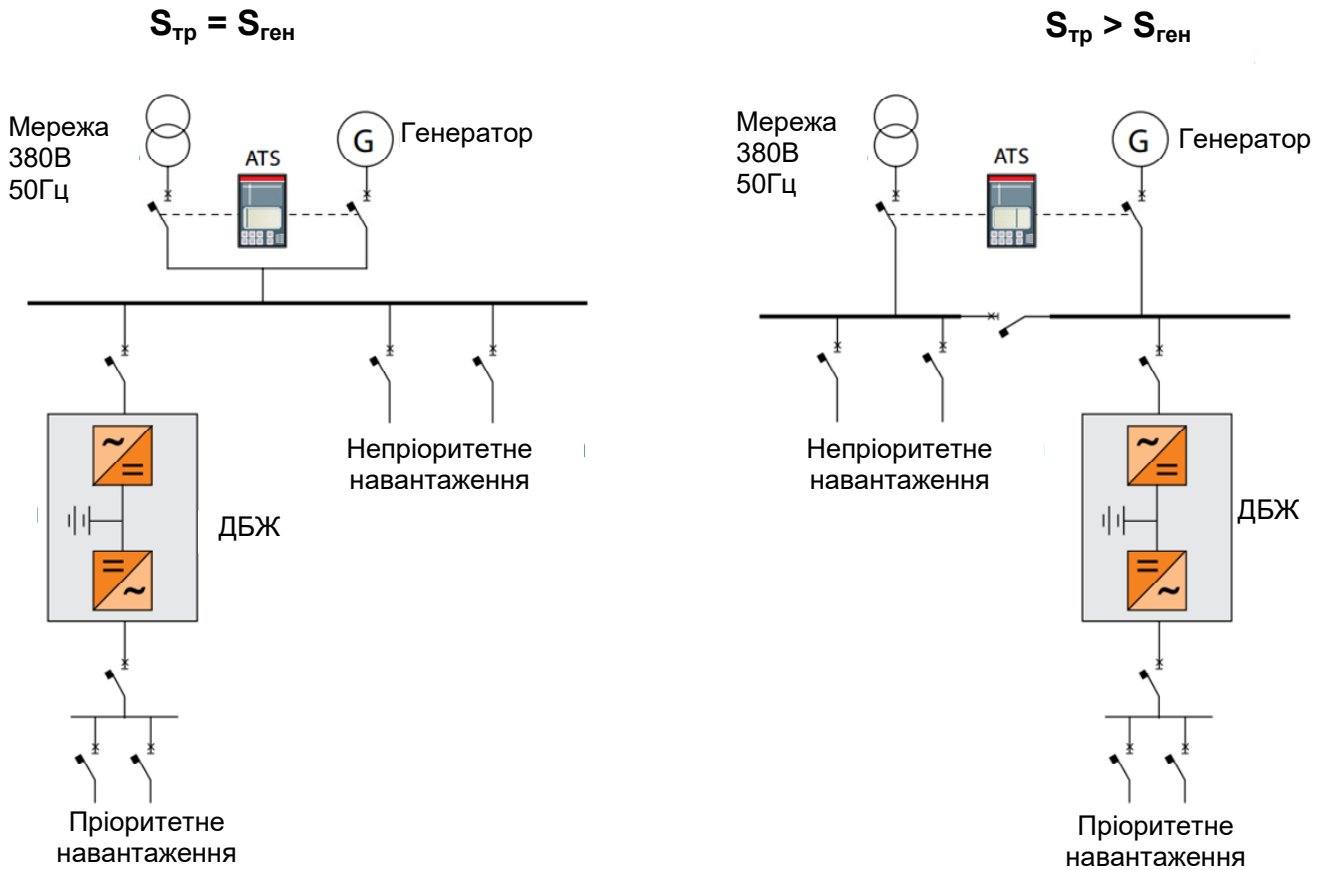 Sтр = Sген
Мережа
380В
50Гц
ATS
G
Генератор
Непріоритетне
навантаження
ДБЖ
Пріоритетне
навантаження
Sтр > Sген
Мережа
380В
50Гц
ATS
G
Генератор
Непріоритетне
навантаження
ДБЖ
Пріоритетне
навантаження